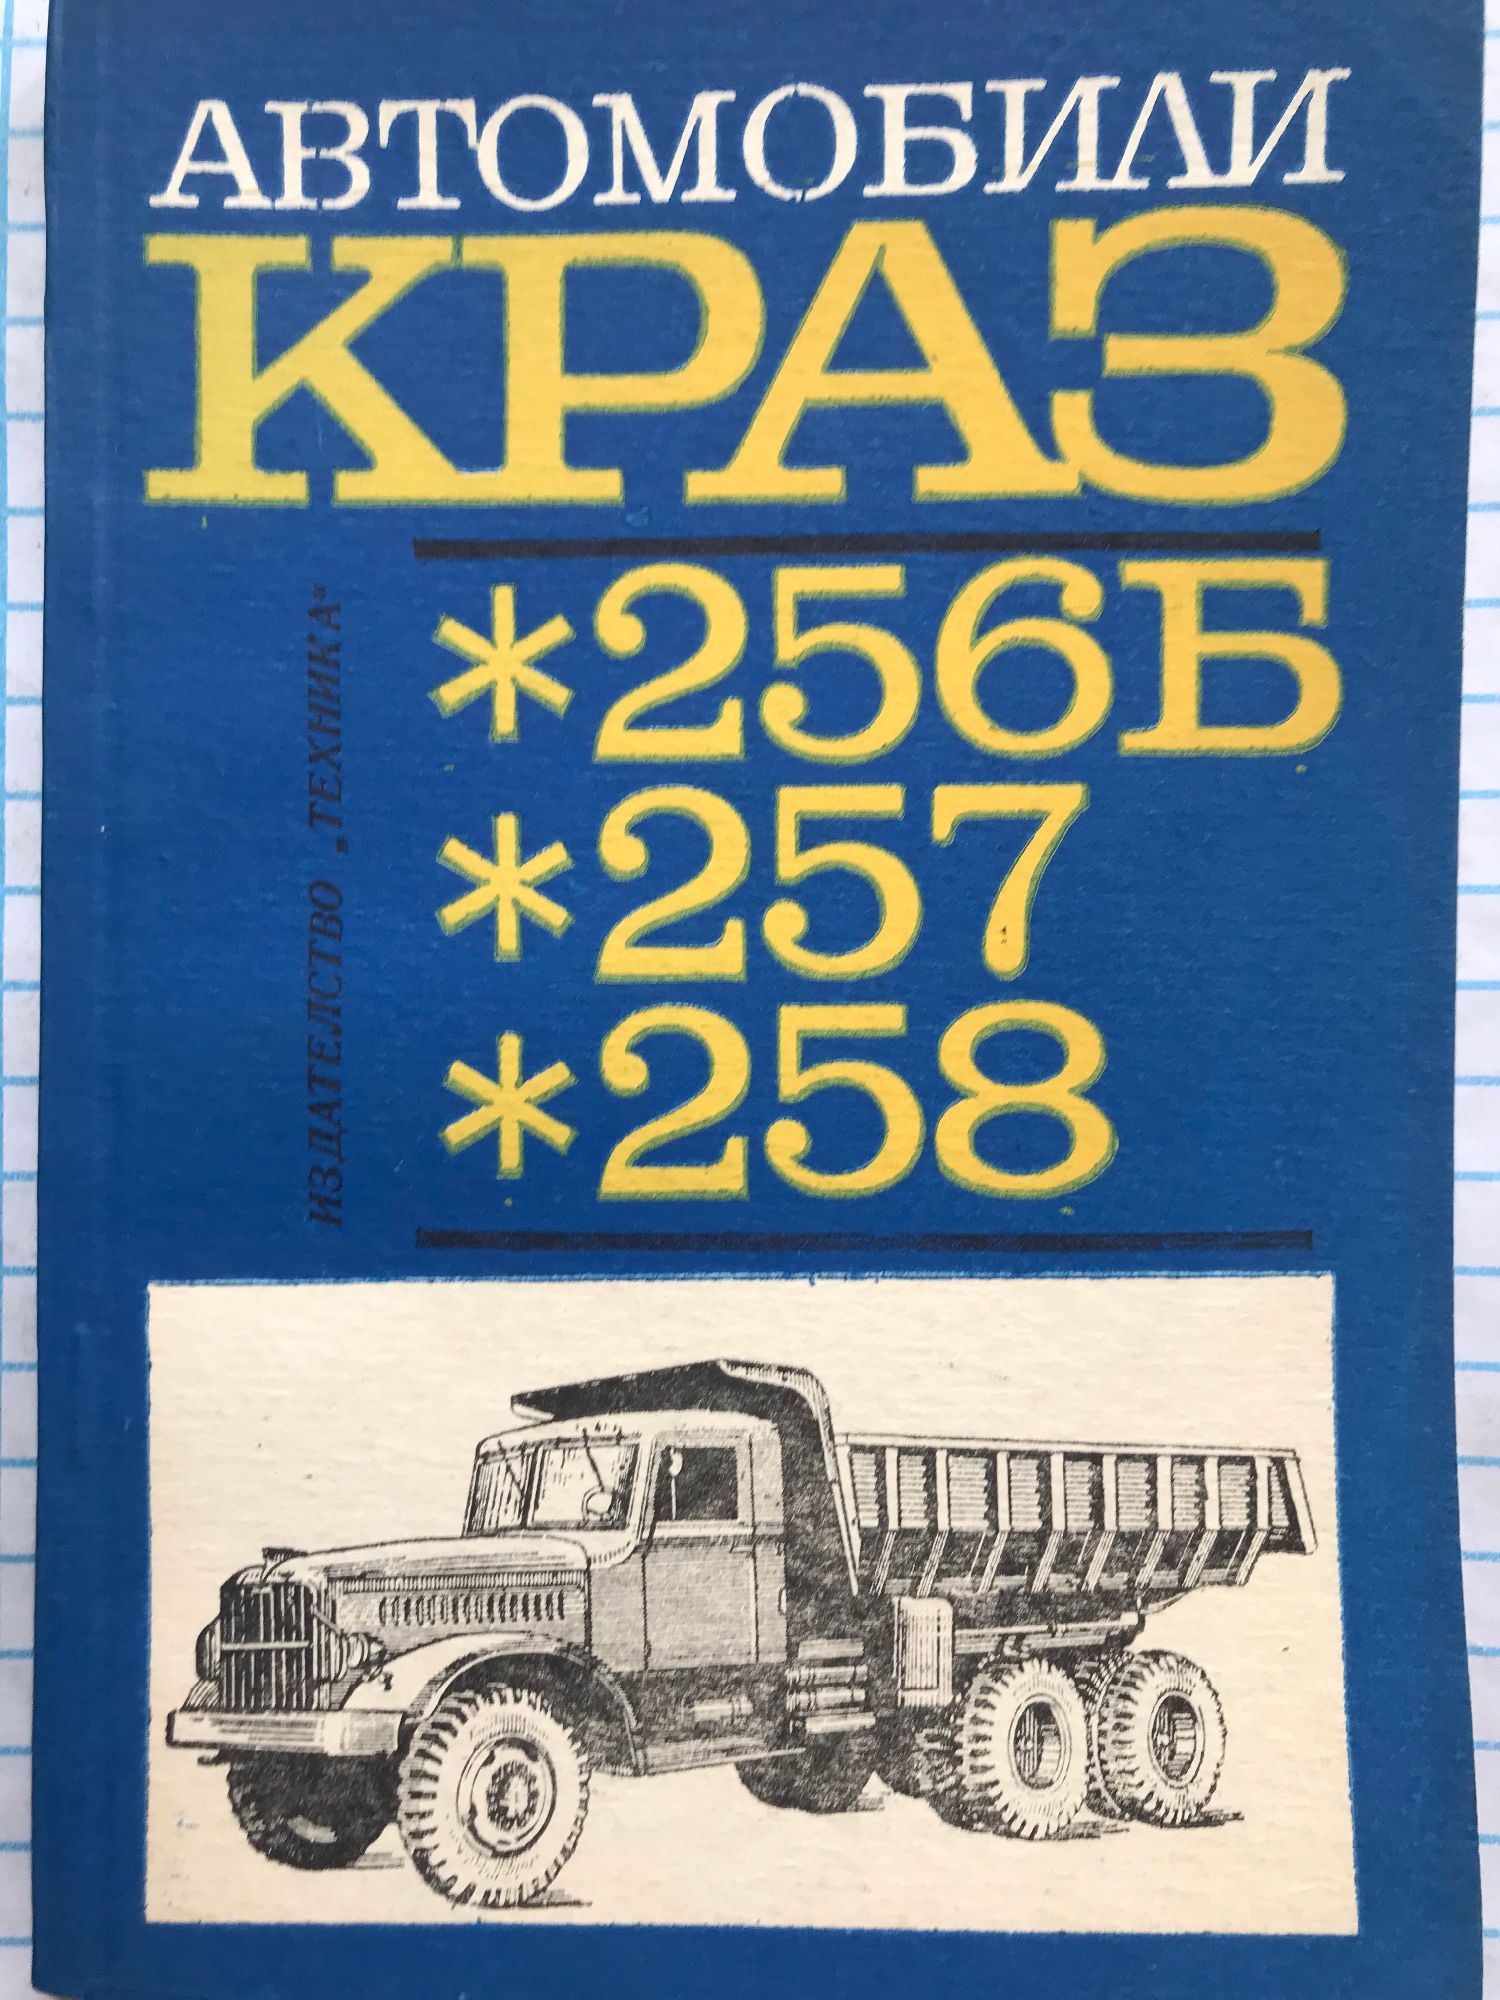 АВТОМОБИЛИ
КРАЗ
*256Б
*257
*258
ИЗДАТЕЛСТВО „ТЕХНИКА“